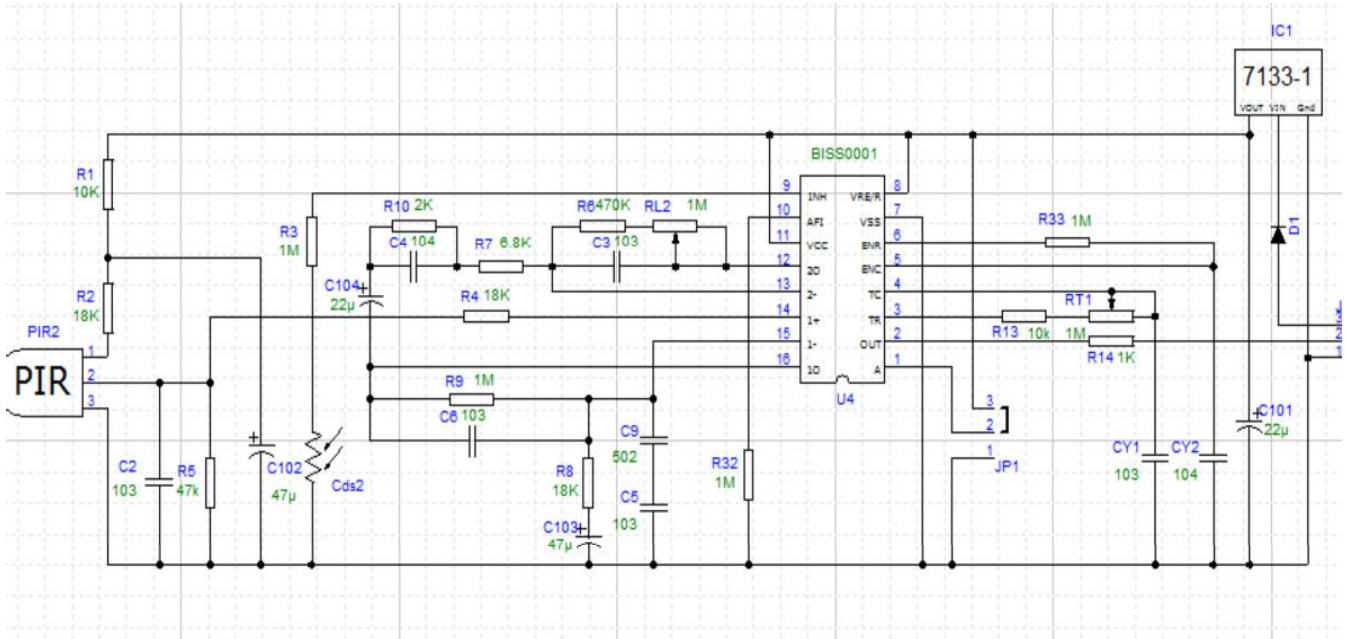 IC1
7133-1
VOUT VIN Gnd
D1
3
2
1
BISS0001
9 INH VRE/R 8
10 AFI VSS 7
11 VCC ENR 6
12 2O ENC 5
13 2- TC 4
14 1+ TR 3
15 1- OUT 2
16 1O A 1
U4
R1
10K
R2
18K
PIR2
PIR
1
2
3
R3
1M
R10 2K
C4 104
R7 6.8K
R6 470K
RL2 1M
C3 103
C104
+
22µ
R4 18K
R9 1M
C6 103
C2
103
R5
47k
+
C102
47µ
Cds2
R8
18K
C103
+
47µ
C9
502
C5
103
R32
1M
R33 1M
RT1
R13 10k 1M
R14 1K
3
2
1
JP1
CY1
103
CY2
104
+
C101
22µ